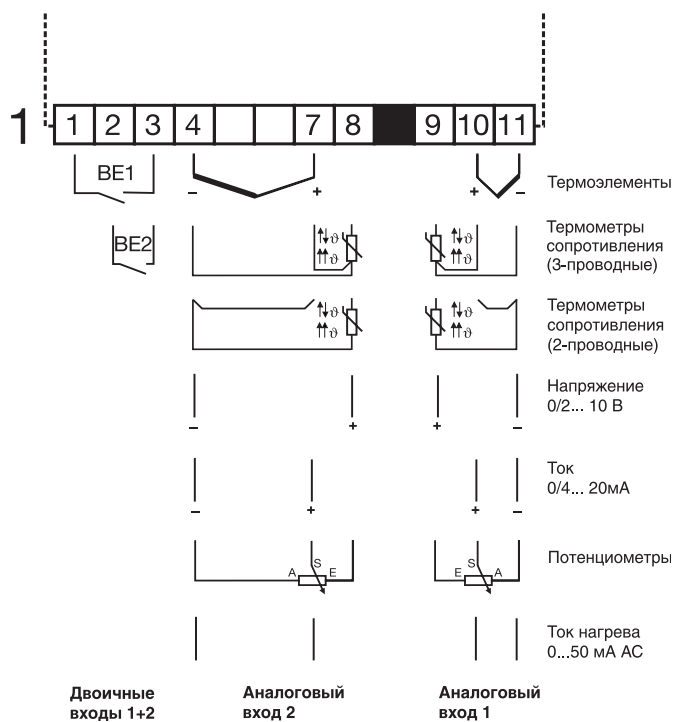 1 1 2 3 4 7 8 9 10 11
BE1 − + + − Термоэлементы
BE2 ϑ ϑ ϑ ϑ Термометры
сопротивления
(3-проводные)
ϑ ϑ ϑ ϑ Термометры
сопротивления
(2-проводные)
Напряжение
0/2... 10 В
− + + −
Ток
0/4... 20мА
− + + −
Потенциометры
A S E E S A
Ток нагрева
0...50 мА AC
Двоичные
входы 1+2
Аналоговый
вход 2
Аналоговый
вход 1